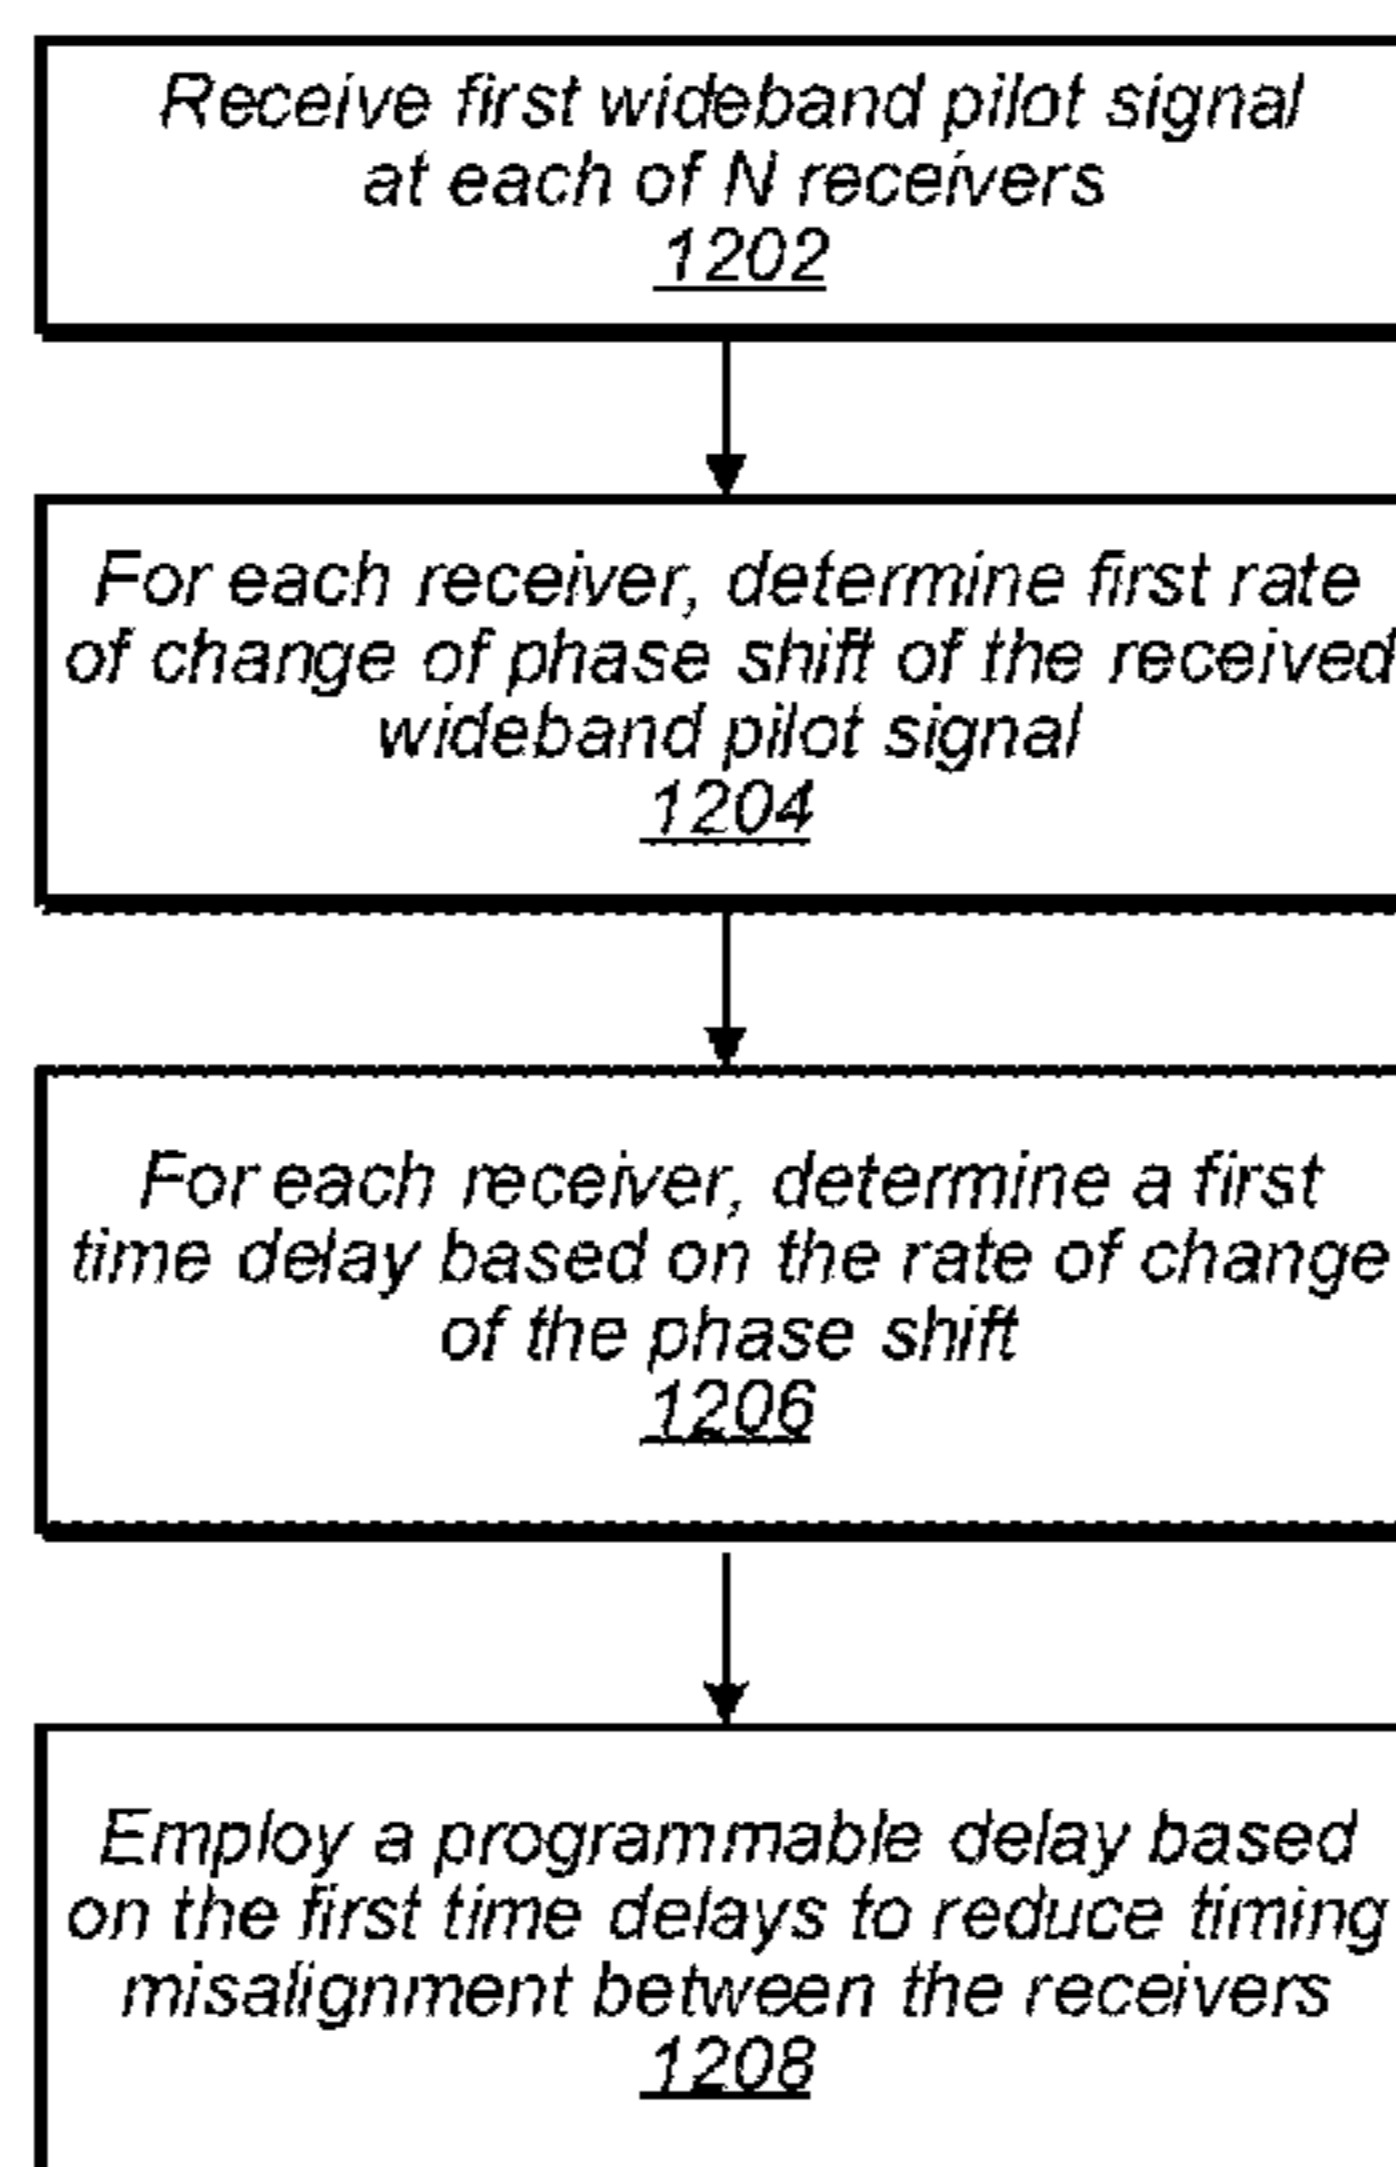 Receive first wideband pilot signal
at each of N receivers
1202
For each receiver, determine first rate
of change of phase shift of the received
wideband pilot signal
1204
For each receiver, determine a first
time delay based on the rate of change
of the phase shift
1206
Employ a programmable delay based
on the first time delays to reduce timing
misalignment between the receivers
1208